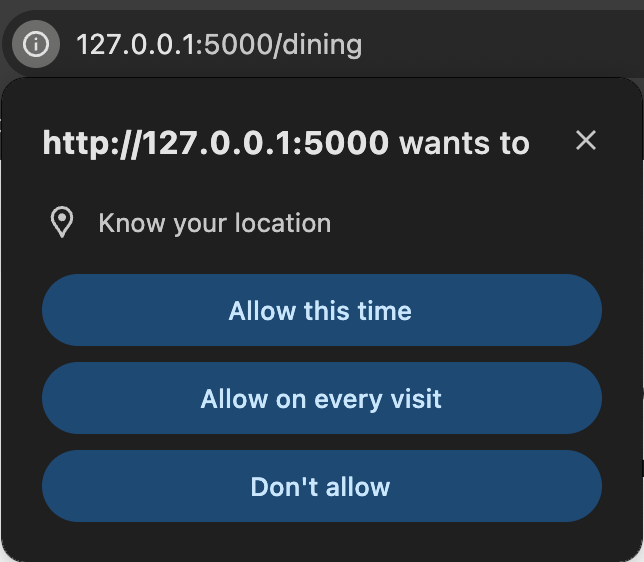 127.0.0.1:5000/dining
http://127.0.0.1:5000 wants to
Know your location
Allow this time
Allow on every visit
Don't allow